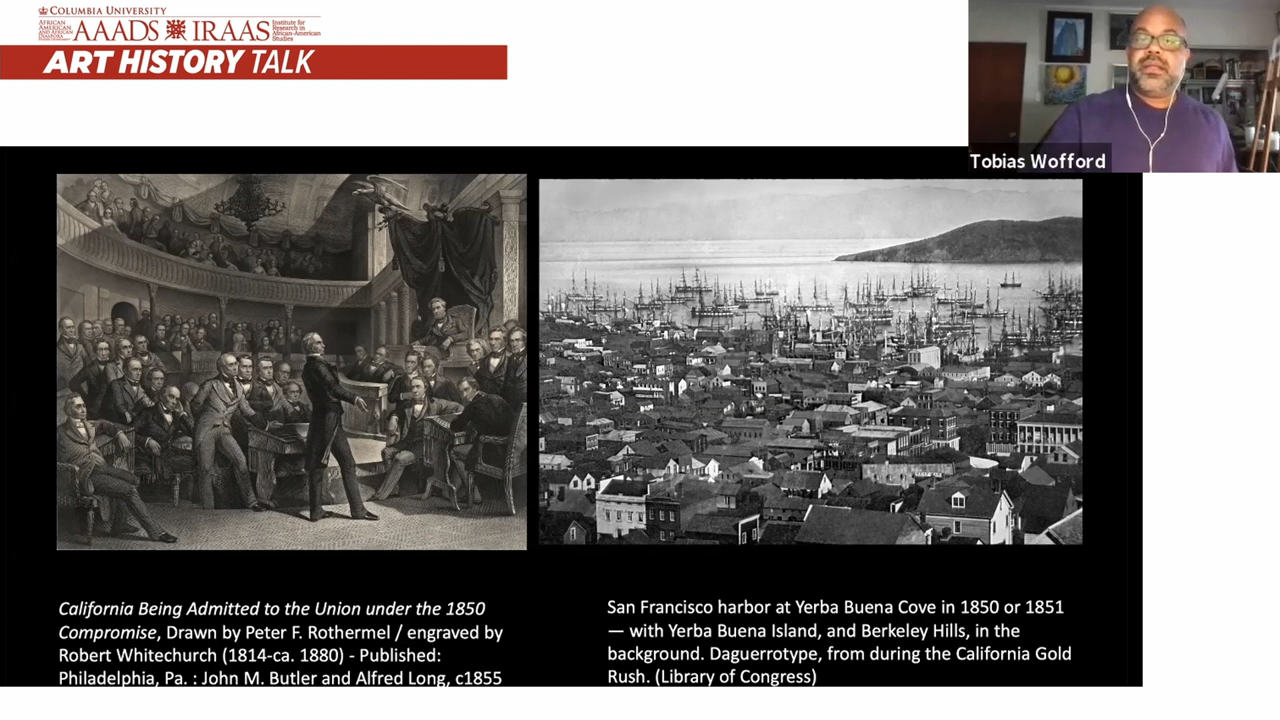 COLUMBIA UNIVERSITY
AFRICAN
AMERICAN
AND AFRICAN
DIASPORA
STUDIES
AAADS IRAAS
Institute for
Research in
African-American
Studies
ART HISTORY TALK
Tobias Wofford
California Being Admitted to the Union under the 1850
Compromise, Drawn by Peter F. Rothermel / engraved by
Robert Whitechurch (1814-ca. 1880) - Published:
Philadelphia, Pa. : John M. Butler and Alfred Long, c1855
San Francisco harbor at Yerba Buena Cove in 1850 or 1851
— with Yerba Buena Island, and Berkeley Hills, in the
background. Daguerrotype, from during the California Gold
Rush. (Library of Congress)